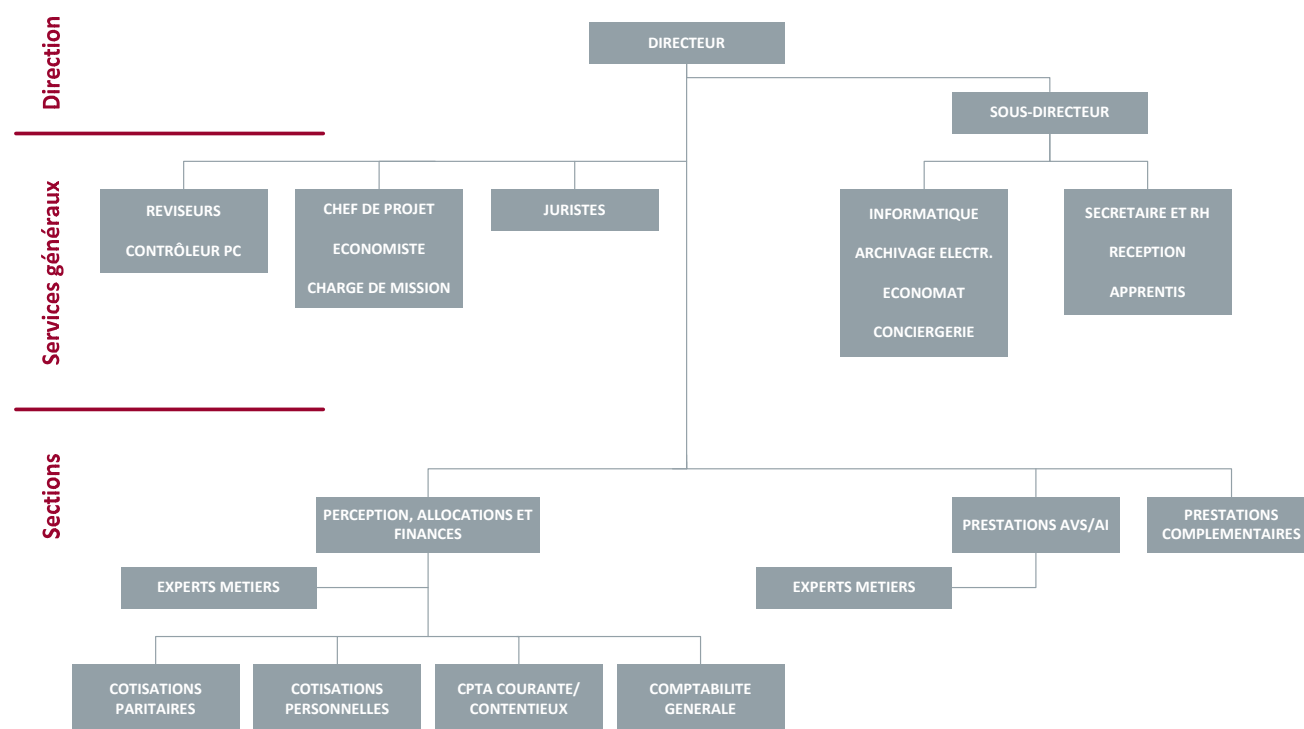 Direction
DIRECTEUR
SOUS-DIRECTEUR
Services généraux
REVISEURS
CONTRÔLEUR PC
CHEF DE PROJET
ECONOMISTE
CHARGE DE MISSION
JURISTES
INFORMATIQUE
ARCHIVAGE ELECTR.
ECONOMAT
CONCIERGERIE
SECRETAIRE ET RH
RECEPTION
APPRENTIS
Sections
PERCEPTION, ALLOCATIONS ET
FINANCES
PRESTATIONS AVS/AI
PRESTATIONS
COMPLEMENTAIRES
EXPERTS METIERS
EXPERTS METIERS
COTISATIONS
PARITAIRES
COTISATIONS
PERSONNELLES
CPTA COURANTE/
CONTENTIEUX
COMPTABILITE
GENERALE